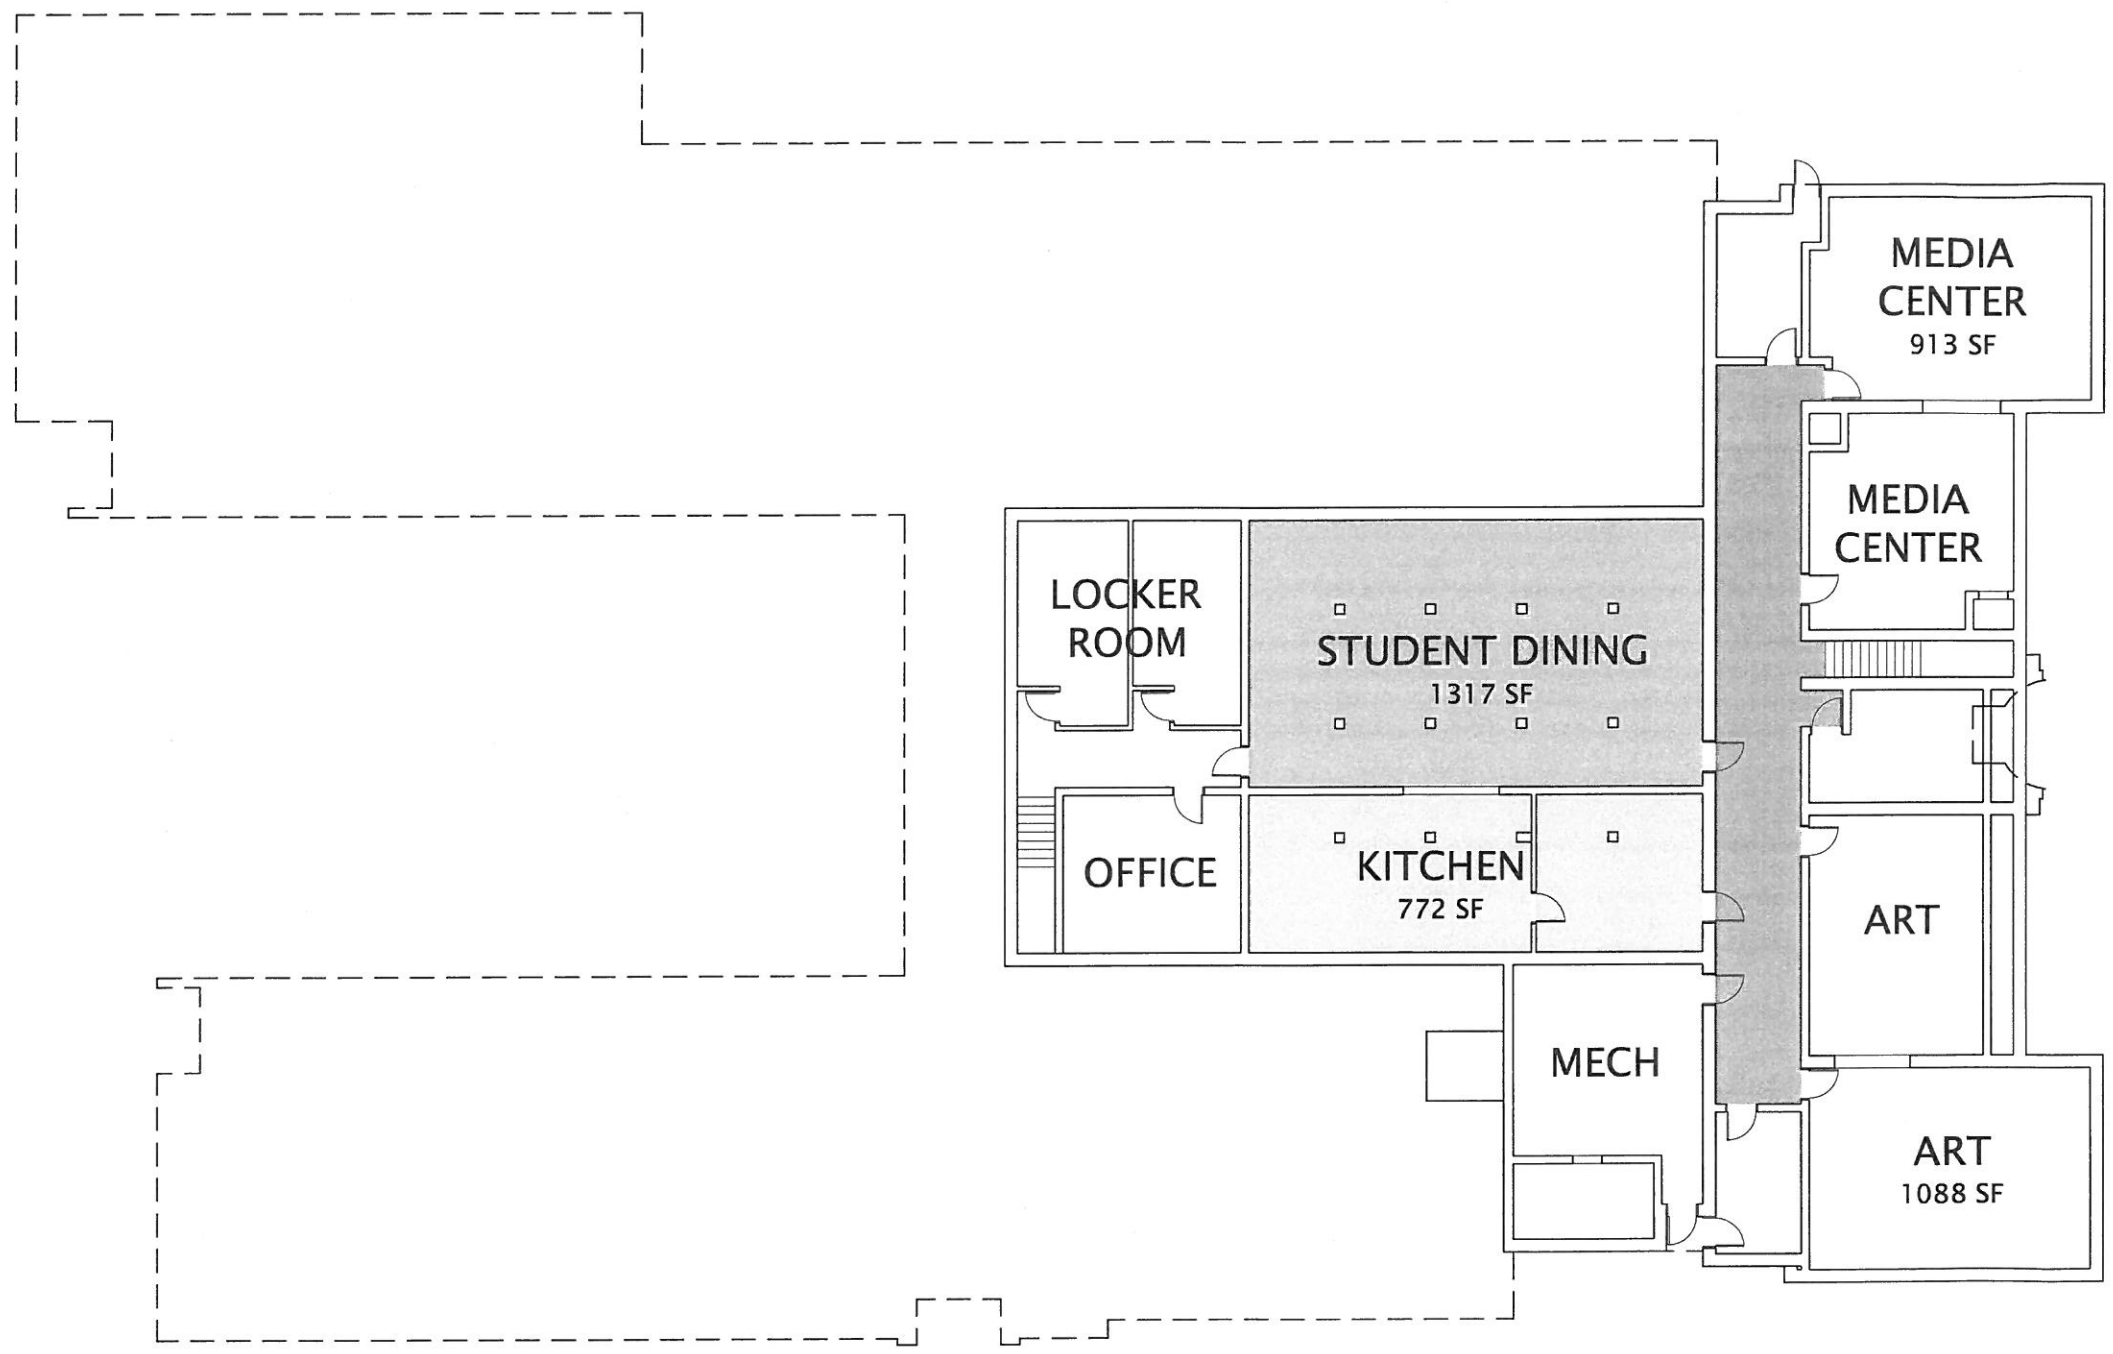 MEDIA
CENTER
913 SF
MEDIA
CENTER
LOCKER
ROOM
STUDENT DINING
1317 SF
OFFICE
KITCHEN
772 SF
ART
MECH
ART
1088 SF